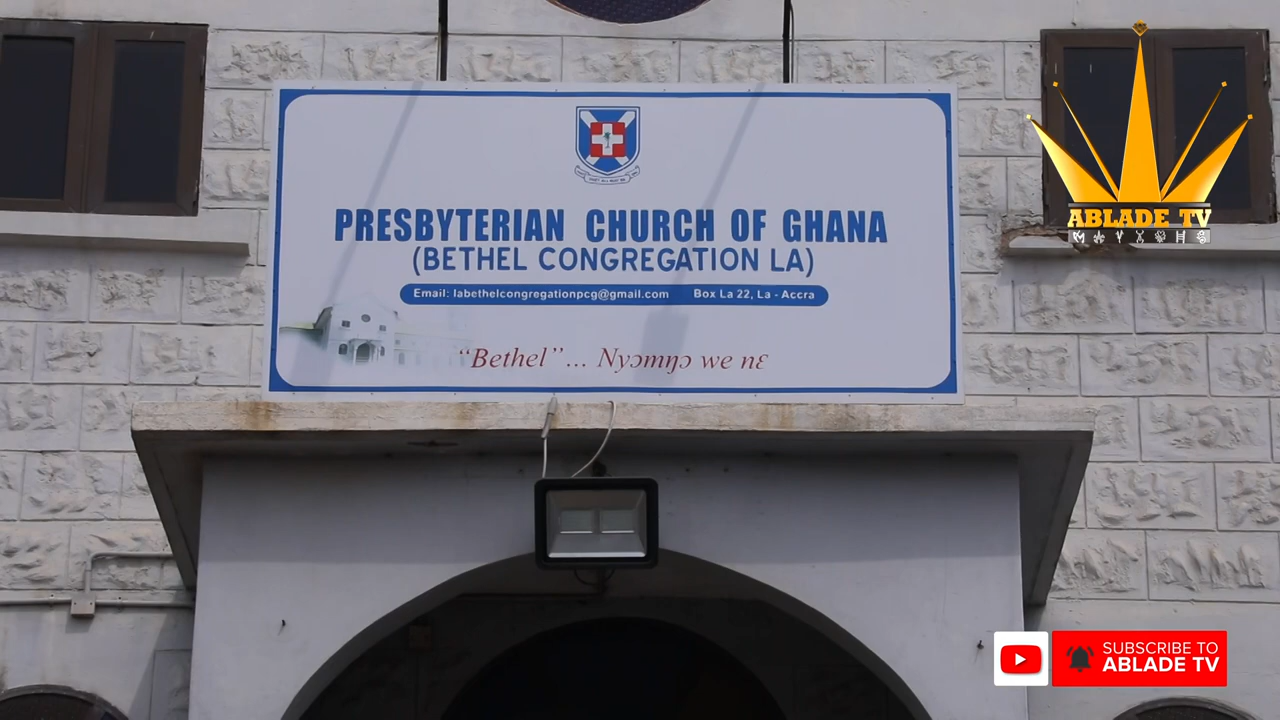 PRESBYTERIAN CHURCH OF GHANA
(BETHEL CONGREGATION LA)
Email: labethelcongregationpcg@gmail.com Box La 22, La - Accra
“Bethel”... Nyɔmŋɔ we nɛ
ABLADE TV
SUBSCRIBE TO
ABLADE TV